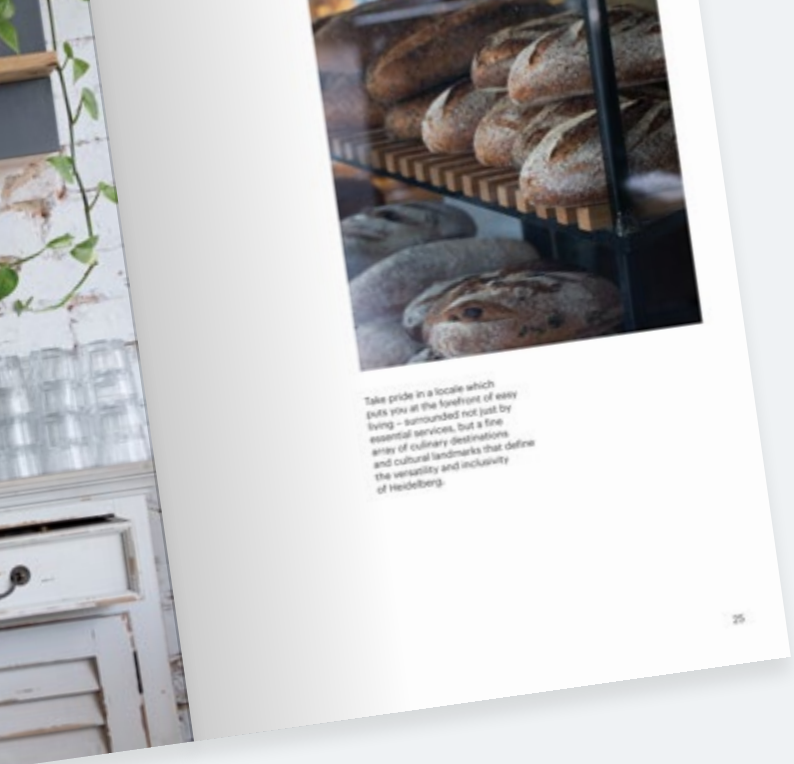 Take pride in a locale which
puts you at the forefront of easy
living – surrounded not just by
essential services, but a fine
array of culinary destinations
and cultural landmarks that define
the versatility and inclusivity
of Heidelberg.
25